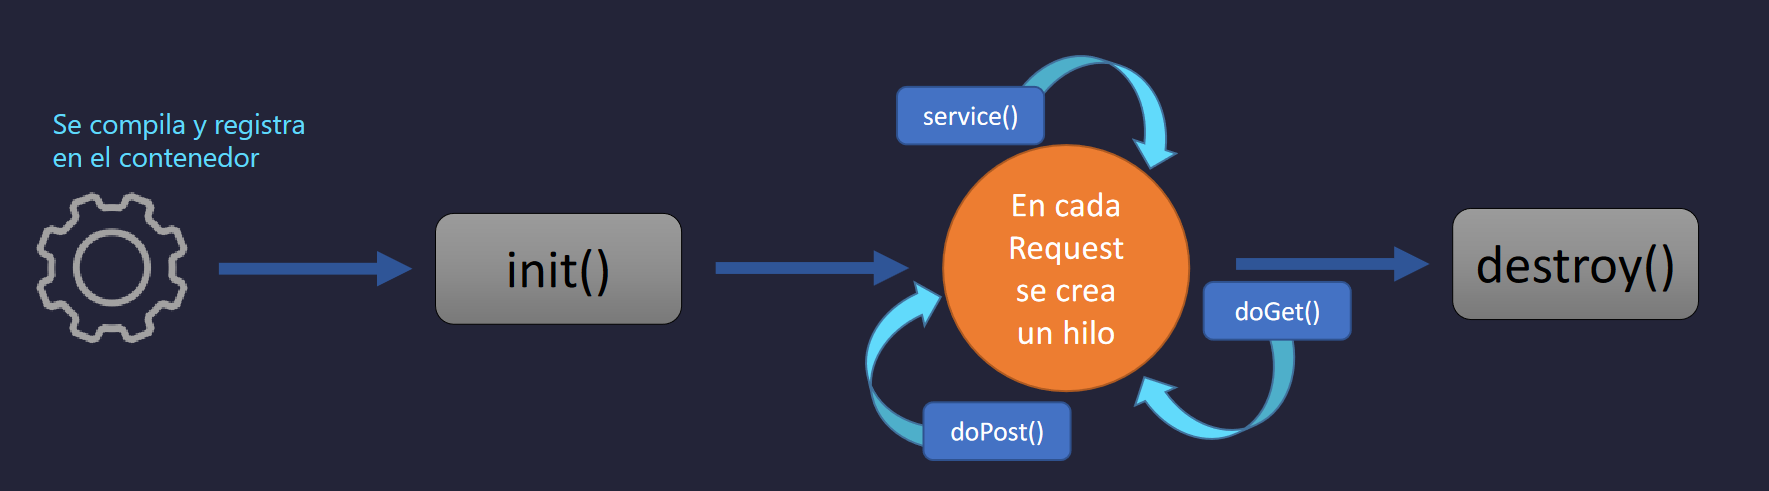 Se compila y registra
en el contenedor
init()
service()
En cada
Request
se crea
un hilo
doGet()
doPost()
destroy()